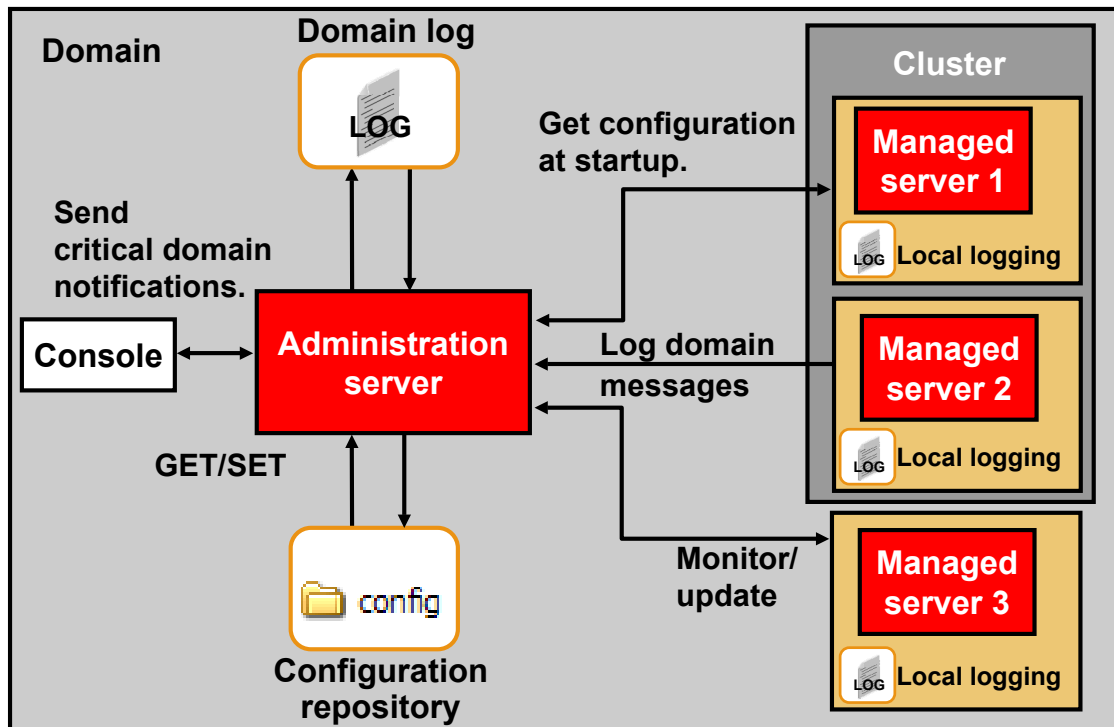 Domain
Domain log
LOG
Cluster
Get configuration
at startup.
Managed
server 1
LOG
Local logging
Send
critical domain
notifications.
Console
Administration
server
Log domain
messages
Managed
server 2
LOG
Local logging
GET/SET
config
Configuration
repository
Monitor/
update
Managed
server 3
LOG
Local logging